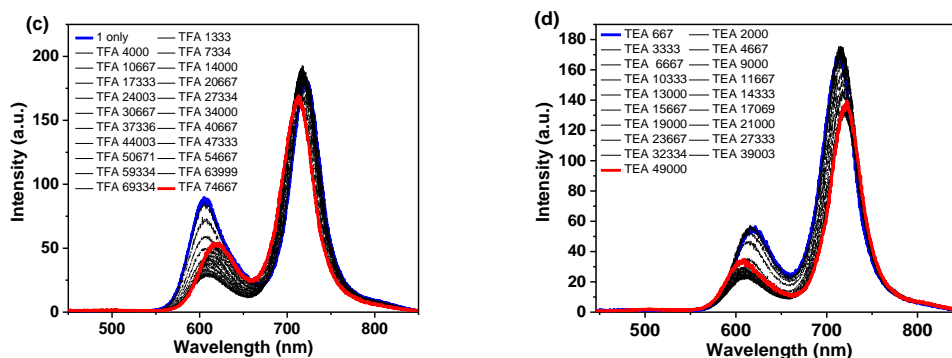 (c)
1 only TFA 1333
TFA 4000 TFA 7334
TFA 10667 TFA 14000
TFA 17333 TFA 20667
TFA 24003 TFA 27334
TFA 30667 TFA 34000
TFA 37336 TFA 40667
TFA 44003 TFA 47333
TFA 50671 TFA 54667
TFA 59334 TFA 63999
TFA 69334 TFA 74667
Intensity (a.u.)
200
150
100
50
0
500 600 700 800
Wavelength (nm)
(d)
TEA 667 TEA 2000
TEA 3333 TEA 4667
TEA 6667 TEA 9000
TEA 10333 TEA 11667
TEA 13000 TEA 14333
TEA 15667 TEA 17069
TEA 19000 TEA 21000
TEA 23667 TEA 27333
TEA 32334 TEA 39003
TEA 49000
Intensity (a.u.)
180
160
140
120
100
80
60
40
20
0
500 600 700 800
Wavelength (nm)